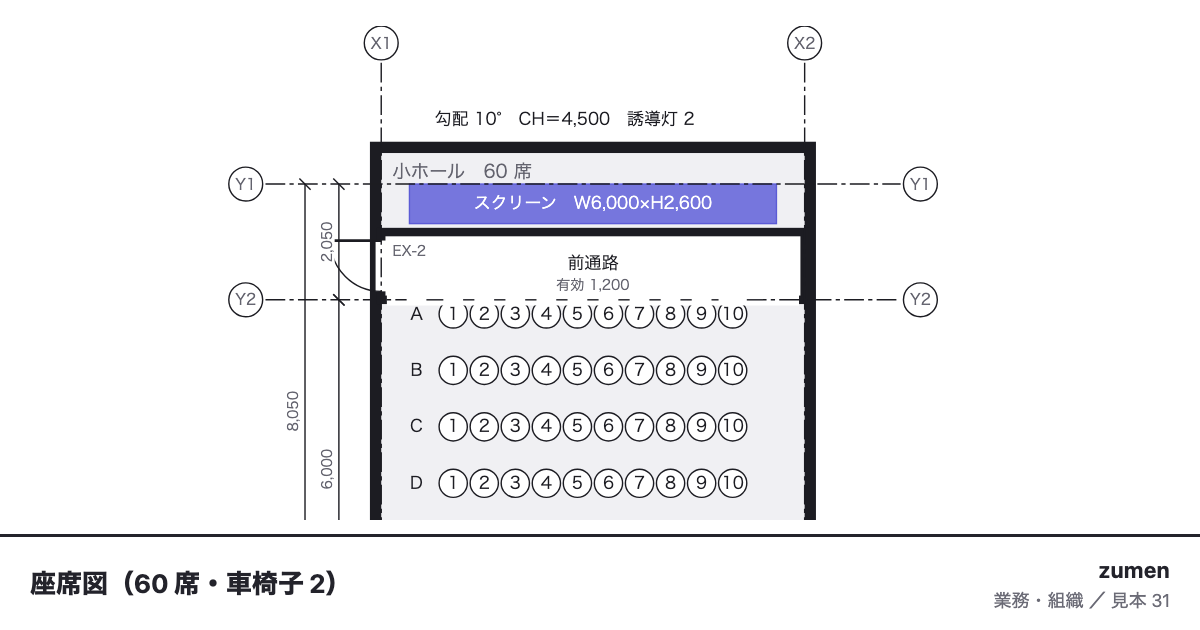 X1
X2
勾配 10° CH=4,500 誘導灯 2
小ホール 60 席
Y1
Y1
スクリーン W6,000×H2,600
2,050
EX-2
前通路
有効 1,200
Y2
Y2
A 1 2 3 4 5 6 7 8 9 10
B 1 2 3 4 5 6 7 8 9 10
8,050
C 1 2 3 4 5 6 7 8 9 10
6,000
D 1 2 3 4 5 6 7 8 9 10
座席図（60 席・車椅子 2）
zumen
業務・組織 ／ 見本 31